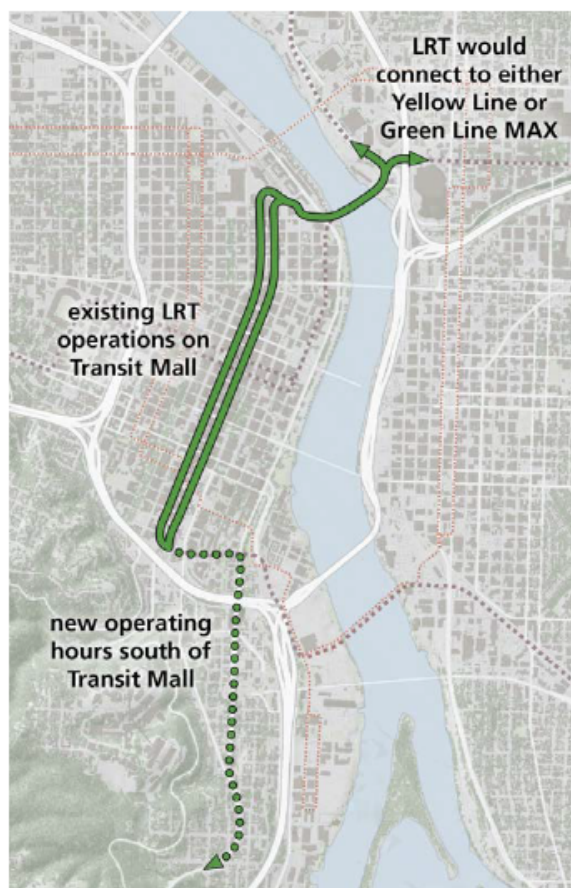 LRT would
connect to either
Yellow Line or
Green Line MAX
existing LRT
operations on
Transit Mall
new operating
hours south of
Transit Mall